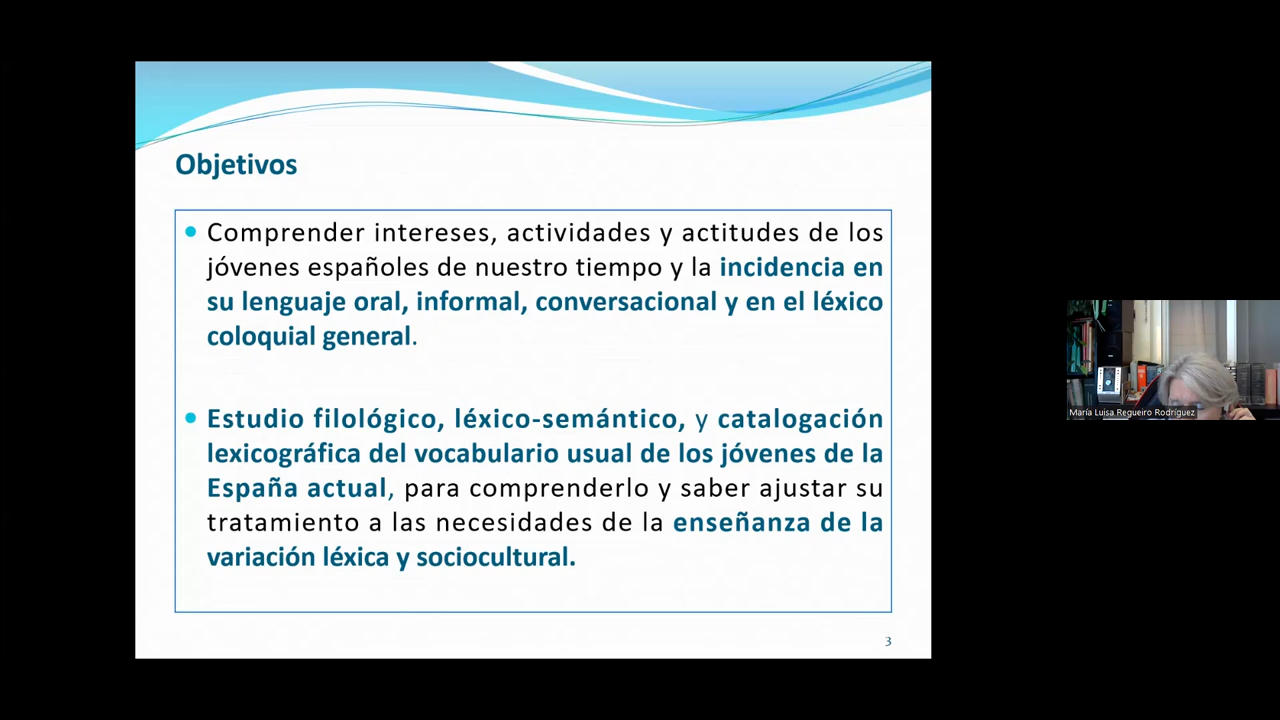 Objetivos
Comprender intereses, actividades y actitudes de los
jóvenes españoles de nuestro tiempo y la incidencia en
su lenguaje oral, informal, conversacional y en el léxico
coloquial general.
Estudio filológico, léxico-semántico, y catalogación
lexicográfica del vocabulario usual de los jóvenes de la
España actual, para comprenderlo y saber ajustar su
tratamiento a las necesidades de la enseñanza de la
variación léxica y sociocultural.
3
María Luisa Regueiro Rodríguez